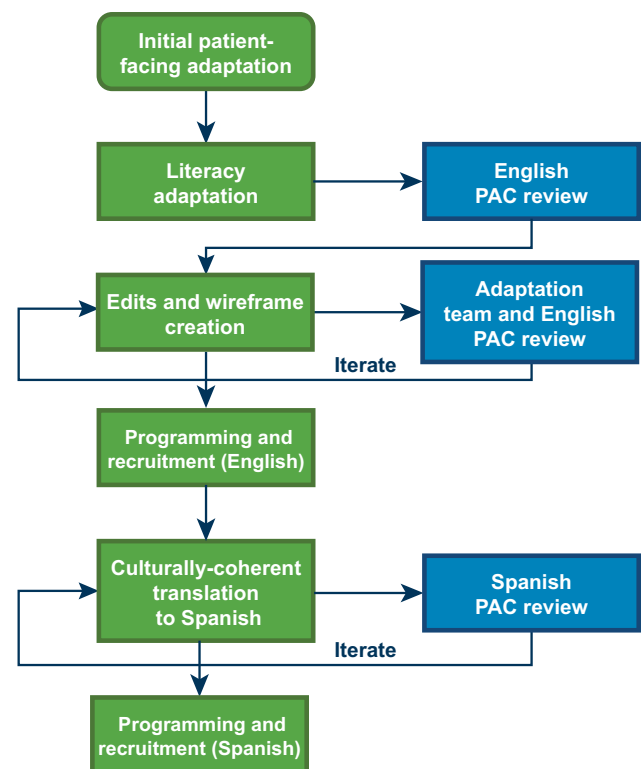 Initial patient-
facing adaptation
Literacy
adaptation
English
PAC review
Edits and wireframe
creation
Adaptation
team and English
PAC review
Iterate
Programming and
recruitment (English)
Culturally-coherent
translation
to Spanish
Spanish
PAC review
Iterate
Programming and
recruitment (Spanish)